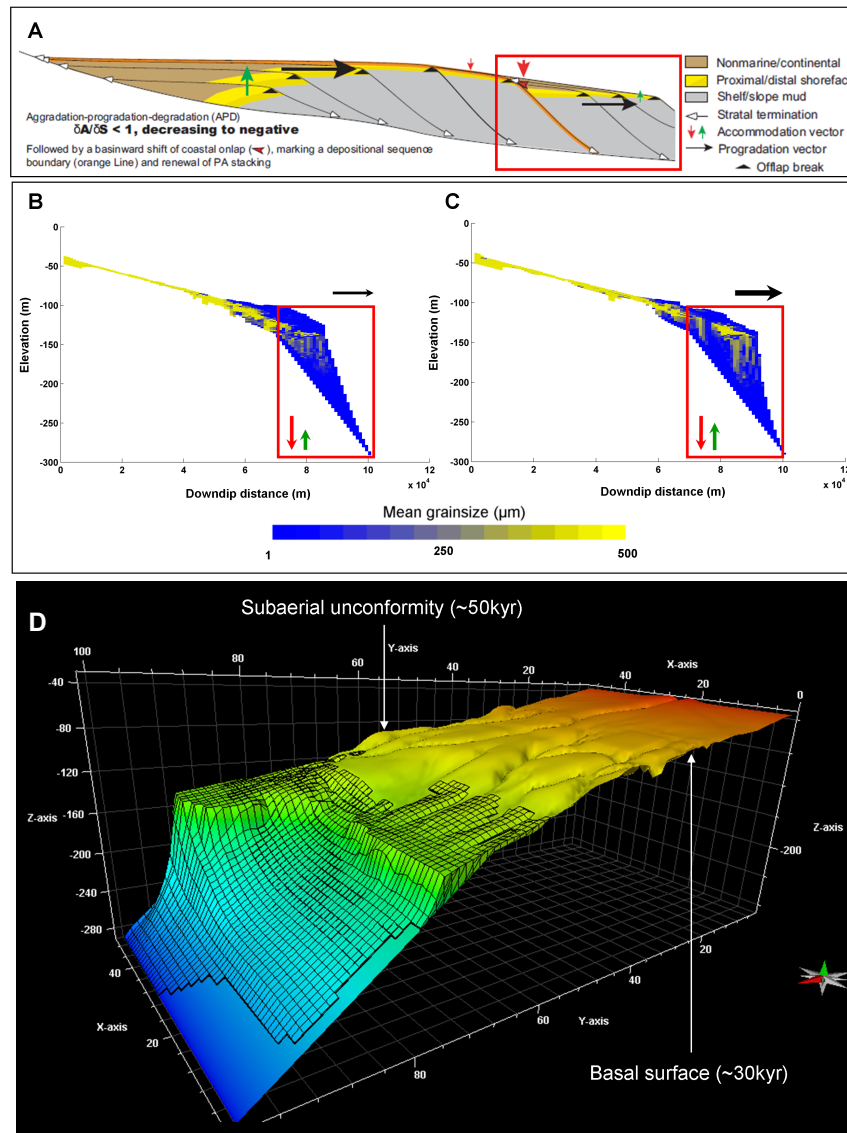 A
Aggradation-progradation-degradation (APD)
δA/δS < 1, decreasing to negative
Followed by a basinward shift of coastal onlap ( ), marking a depositional sequence
boundary (orange Line) and renewal of PA stacking
Nonmarine/continental
Proximal/distal shoreface
Shelf/slope mud
Stratal termination
Accommodation vector
Progradation vector
Offlap break
B
0
-50
-100
-150
-200
-250
-300
Elevation (m)
0
2
4
6
8
10
12
x 10⁴
Downdip distance (m)
C
0
-50
-100
-150
-200
-250
-300
Elevation (m)
0
2
4
6
8
10
12
x 10⁴
Downdip distance (m)
Mean grainsize (µm)
1
250
500
D
Subaerial unconformity (~50kyr)
Y-axis
X-axis
100
80
60
40
20
40
20
0
-40
-80
-120
-160
-200
-240
-280
Z-axis
Z-axis
-200
40
20
X-axis
80
60
40
20
Y-axis
Basal surface (~30kyr)